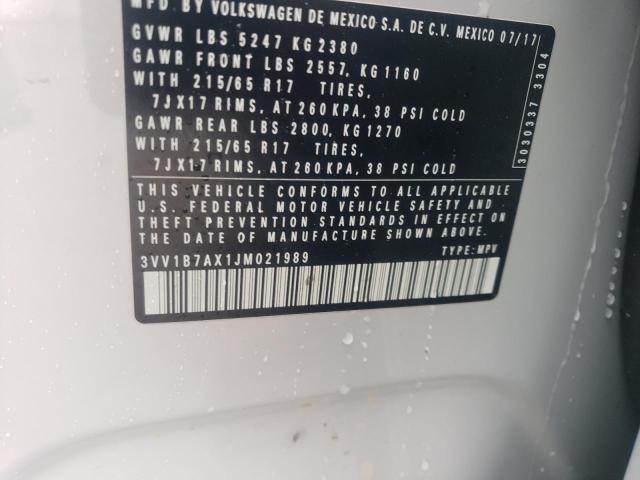 MFD. BY VOLKSWAGEN DE MEXICO S.A. DE C.V. MEXICO 07/17
GVWR LBS 5247 KG 2380
GAWR FRONT LBS 2557, KG 1160
WITH 215/65 R17 TIRES,
7JX17 RIMS, AT 260 KPA, 38 PSI COLD
GAWR REAR LBS 2800, KG 1270
WITH 215/65 R17 TIRES,
7JX17 RIMS, AT 260 KPA, 38 PSI COLD
3030337 3304
THIS VEHICLE CONFORMS TO ALL APPLICABLE
U.S. FEDERAL MOTOR VEHICLE SAFETY AND
THEFT PREVENTION STANDARDS IN EFFECT ON
THE DATE OF MANUFACTURE SHOWN ABOVE.
3VV1B7AX1JM021989 TYPE: MPV